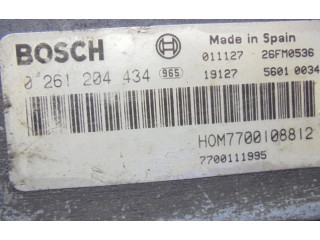 BOSCH
Made in Spain
011127 26FM0536
0 261 204 434 965
19127 5601 0034
HOM7700108812
7700111995